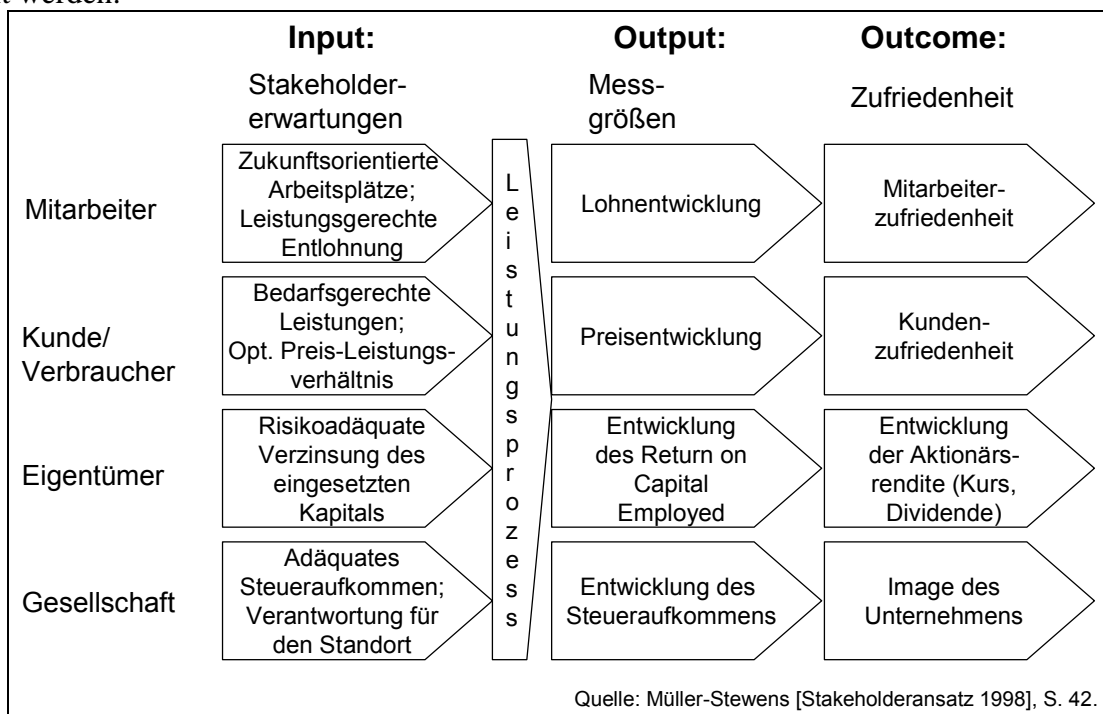 t werden.
Input:
Output:
Outcome:
Stakeholder-
erwartungen
Mess-
größen
Zufriedenheit
Mitarbeiter
Zukunftsorientierte
Arbeitsplätze;
Leistungsgerechte
Entlohnung
Leistungsprozess
Lohnentwicklung
Mitarbeiter-
zufriedenheit
Kunde/
Verbraucher
Bedarfsgerechte
Leistungen;
Opt. Preis-Leistungs-
verhältnis
Preisentwicklung
Kunden-
zufriedenheit
Eigentümer
Risikoadäquate
Verzinsung des
eingesetzten
Kapitals
Entwicklung
des Return on
Capital
Employed
Entwicklung
der Aktionärs-
rendite (Kurs,
Dividende)
Gesellschaft
Adäquates
Steueraufkommen;
Verantwortung für
den Standort
Entwicklung des
Steueraufkommens
Image des
Unternehmens
Quelle: Müller-Stewens [Stakeholderansatz 1998], S. 42.